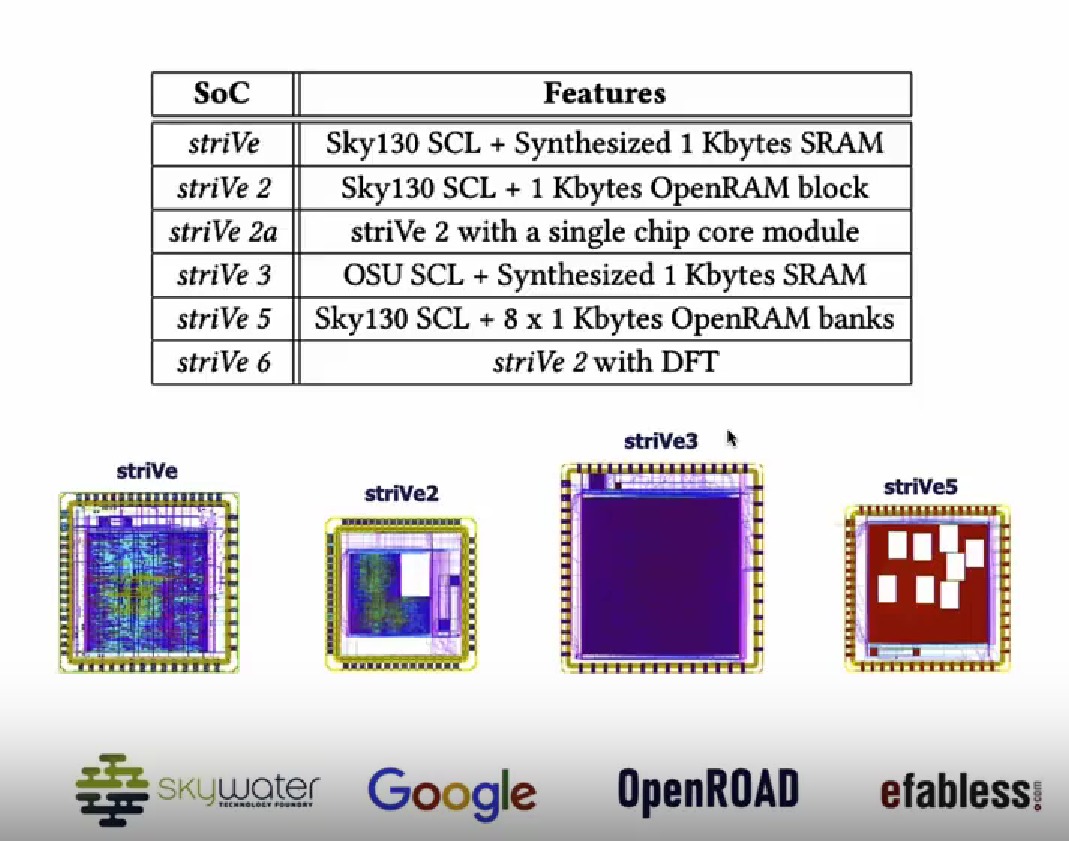 SoC Features
striVe Sky130 SCL + Synthesized 1 Kbytes SRAM
striVe 2 Sky130 SCL + 1 Kbytes OpenRAM block
striVe 2a striVe 2 with a single chip core module
striVe 3 OSU SCL + Synthesized 1 Kbytes SRAM
striVe 5 Sky130 SCL + 8 x 1 Kbytes OpenRAM banks
striVe 6 striVe 2 with DFT
striVe
striVe2
striVe3
striVe5
skywater
TECHNOLOGY FOUNDRY
Google
OpenROAD
efabless.com